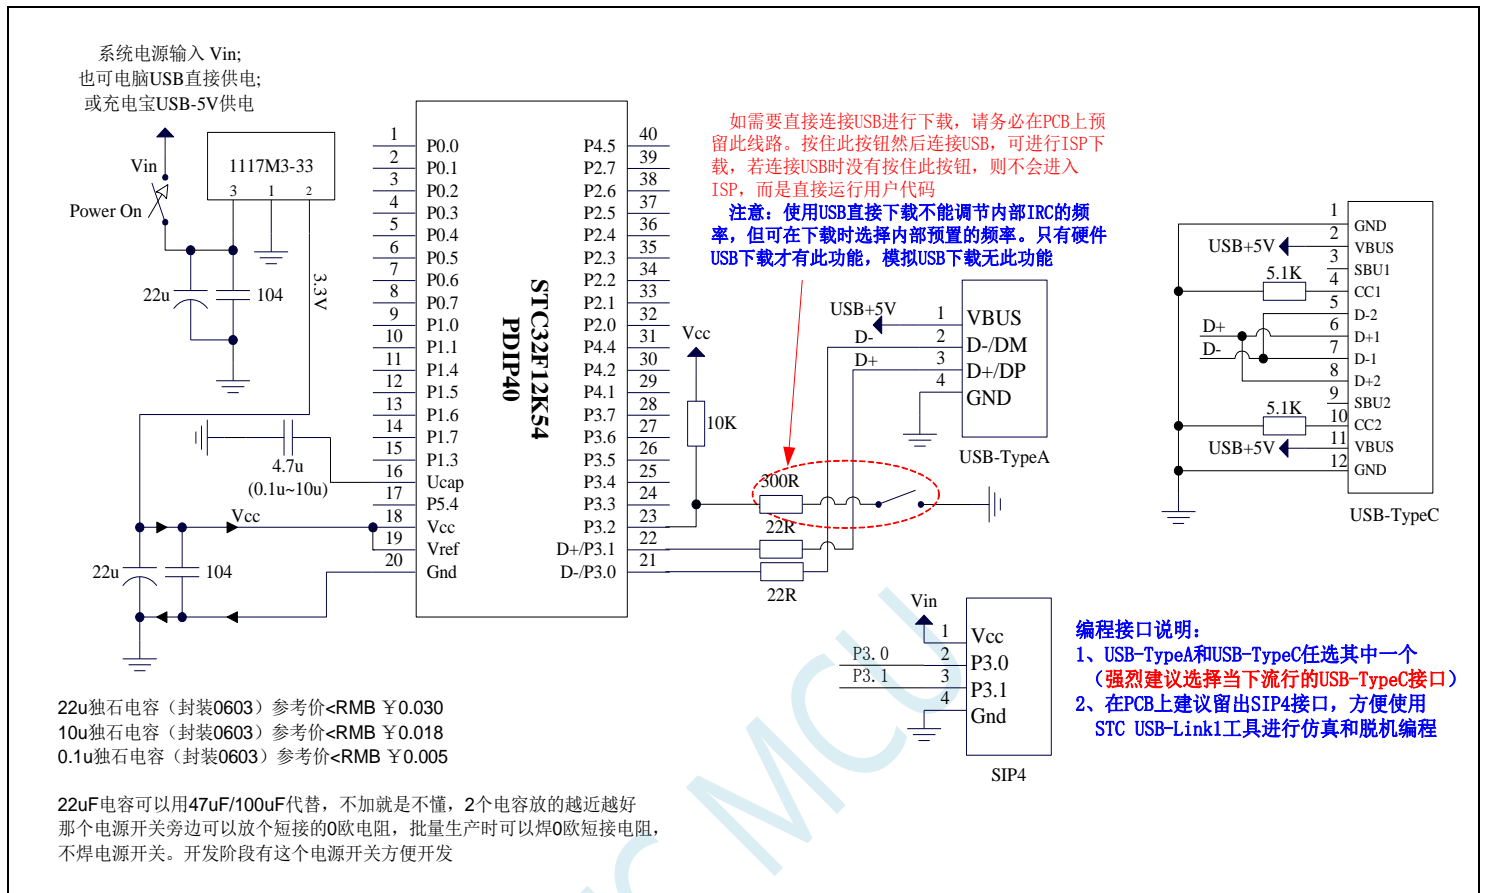 系统电源输入 Vin;
也可电脑USB直接供电;
或充电宝USB-5V供电
Vin
Power On
1117M3-33
3 1 2
22u
104
3.3V
4.7u
(0.1u~10u)
Vcc
22u
104
STC32F12K54
PDIP40
1 P0.0
2 P0.1
3 P0.2
4 P0.3
5 P0.4
6 P0.5
7 P0.6
8 P0.7
9 P1.0
10 P1.1
11 P1.4
12 P1.5
13 P1.6
14 P1.7
15 P1.3
16 Ucap
17 P5.4
18 Vcc
19 Vref
20 Gnd
P4.5 40
P2.7 39
P2.6 38
P2.5 37
P2.4 36
P2.3 35
P2.2 34
P2.1 33
P2.0 32
P4.4 31
P4.2 30
P4.1 29
P3.7 28
P3.6 27
P3.5 26
P3.4 25
P3.3 24
P3.2 23
D+/P3.1 22
D-/P3.0 21
如需要直接连接USB进行下载，请务必在PCB上预
留此线路。按住此按钮然后连接USB，可进行ISP下
载，若连接USB时没有按住此按钮，则不会进入
ISP，而是直接运行用户代码
注意：使用USB直接下载不能调节内部IRC的频
率，但可在下载时选择内部预置的频率。只有硬件
USB下载才有此功能，模拟USB下载无此功能
Vcc
10K
300R
22R
22R
USB+5V
D-
D+
1 VBUS
2 D-/DM
3 D+/DP
4 GND
USB-TypeA
USB+5V
5.1K
D+
D-
5.1K
USB+5V
1 GND
2 VBUS
3 SBU1
4 CC1
5 D-2
6 D+1
7 D-1
8 D+2
9 SBU2
10 CC2
11 VBUS
12 GND
USB-TypeC
Vin
P3.0
P3.1
1 Vcc
2 P3.0
3 P3.1
4 Gnd
SIP4
编程接口说明：
1、USB-TypeA和USB-TypeC任选其中一个
（强烈建议选择当下流行的USB-TypeC接口）
2、在PCB上建议留出SIP4接口，方便使用
STC USB-Link1工具进行仿真和脱机编程
22u独石电容（封装0603）参考价<RMB ￥0.030
10u独石电容（封装0603）参考价<RMB ￥0.018
0.1u独石电容（封装0603）参考价<RMB ￥0.005
22uF电容可以用47uF/100uF代替，不加就是不懂，2个电容放的越近越好
那个电源开关旁边可以放个短接的0欧电阻，批量生产时可以焊0欧短接电阻，
不焊电源开关。开发阶段有这个电源开关方便开发
TC MCU